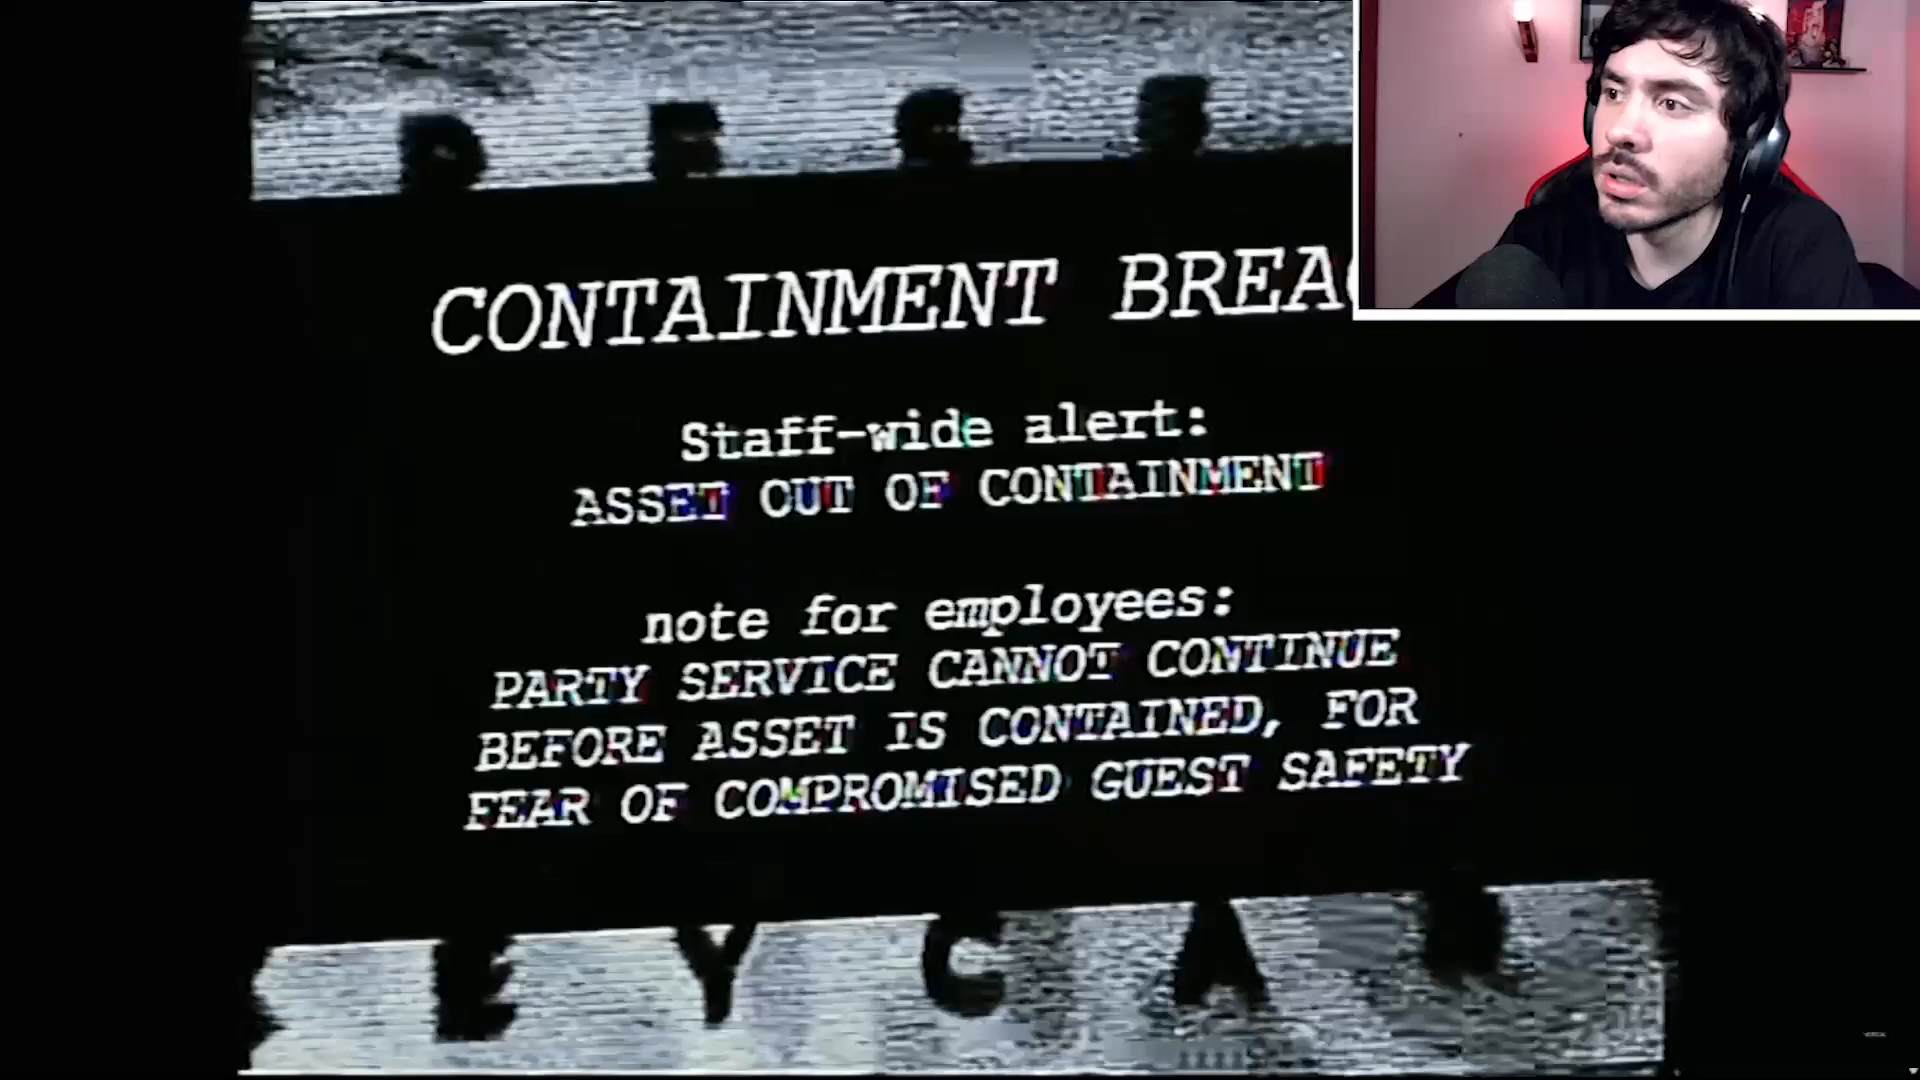 CONTAINMENT BREAC
Staff-wide alert:
ASSET OUT OF CONTAINMENT
note for employees:
PARTY SERVICE CANNOT CONTINUE
BEFORE ASSET IS CONTAINED, FOR
FEAR OF COMPROMISED GUEST SAFETY
E Y C A